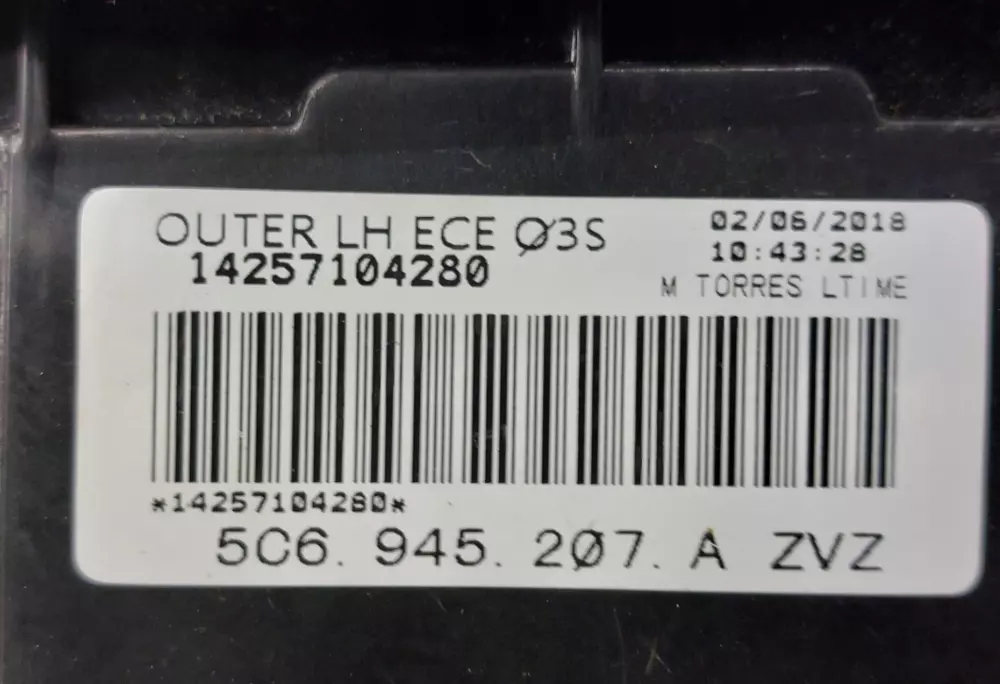 OUTER LH ECE Ø3S
14257104280
02/06/2018
10:43:28
M TORRES LTIME
*14257104280*
5C6. 945. 2Ø7. A ZVZ